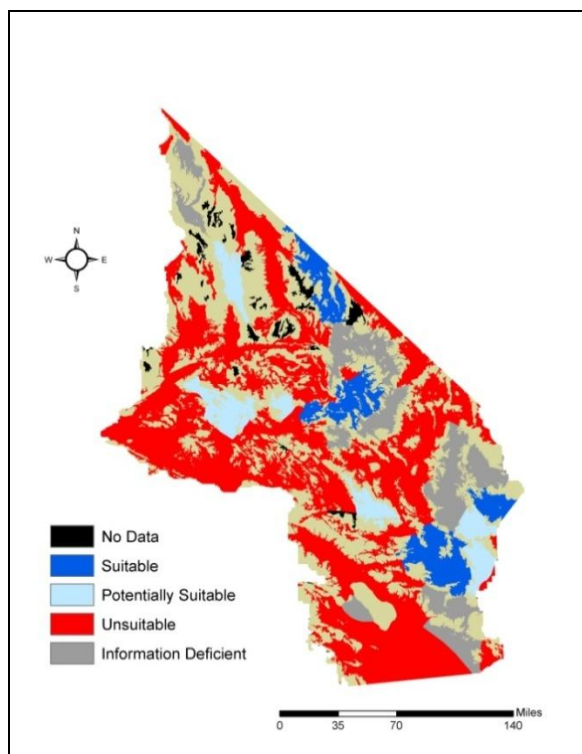 N
W E
S
No Data
Suitable
Potentially Suitable
Unsuitable
Information Deficient
Miles
0 35 70 140